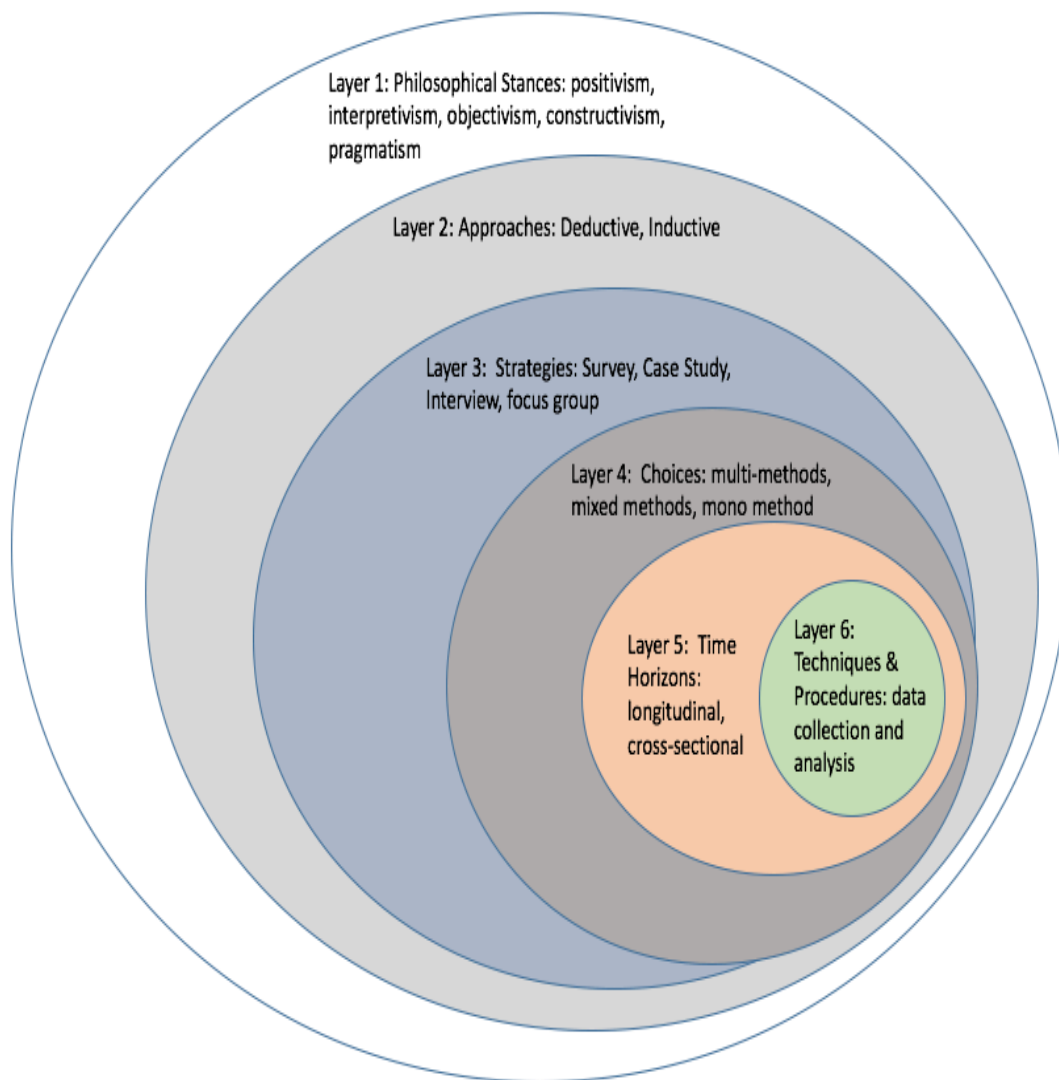 Layer 1: Philosophical Stances: positivism,
interpretivism, objectivism, constructivism,
pragmatism
Layer 2: Approaches: Deductive, Inductive
Layer 3:  Strategies: Survey, Case Study,
Interview, focus group
Layer 4:  Choices: multi-methods,
mixed methods, mono method
Layer 5:  Time
Horizons:
longitudinal,
cross-sectional
Layer 6:
Techniques &
Procedures: data
collection and
analysis